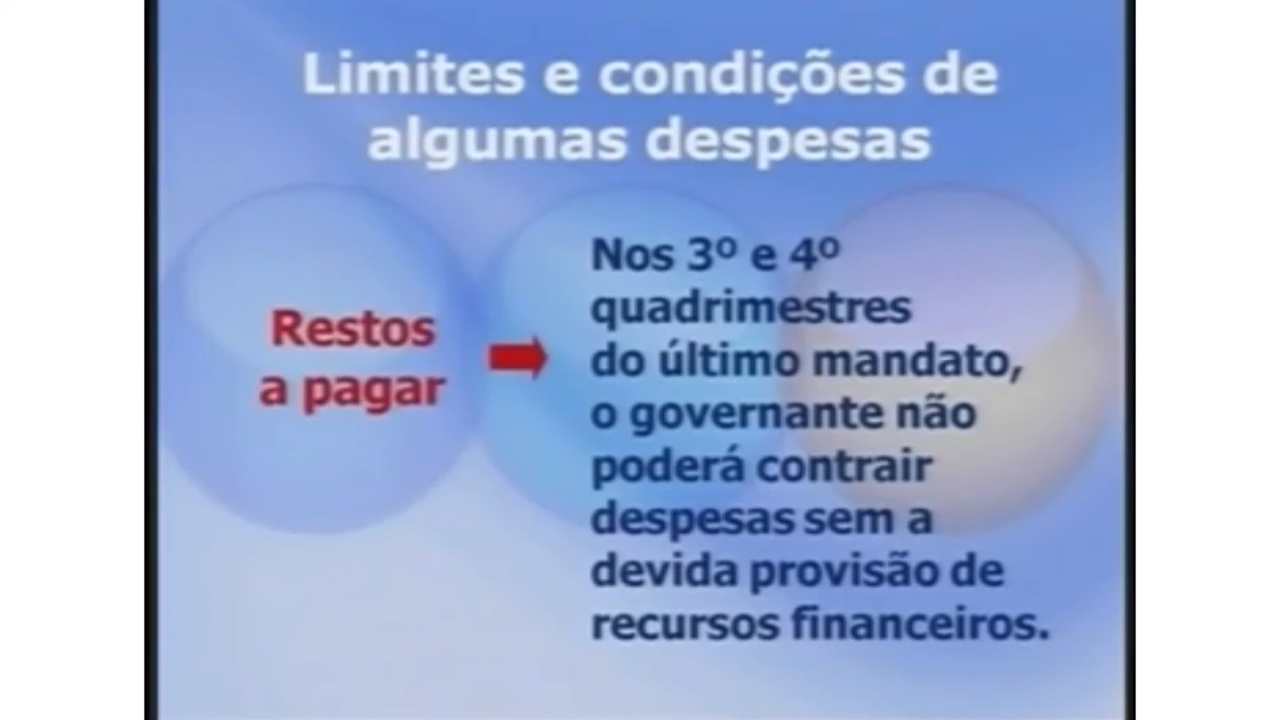 Limites e condições de
algumas despesas
Restos
a pagar
Nos 3º e 4º
quadrimestres
do último mandato,
o governante não
poderá contrair
despesas sem a
devida provisão de
recursos financeiros.